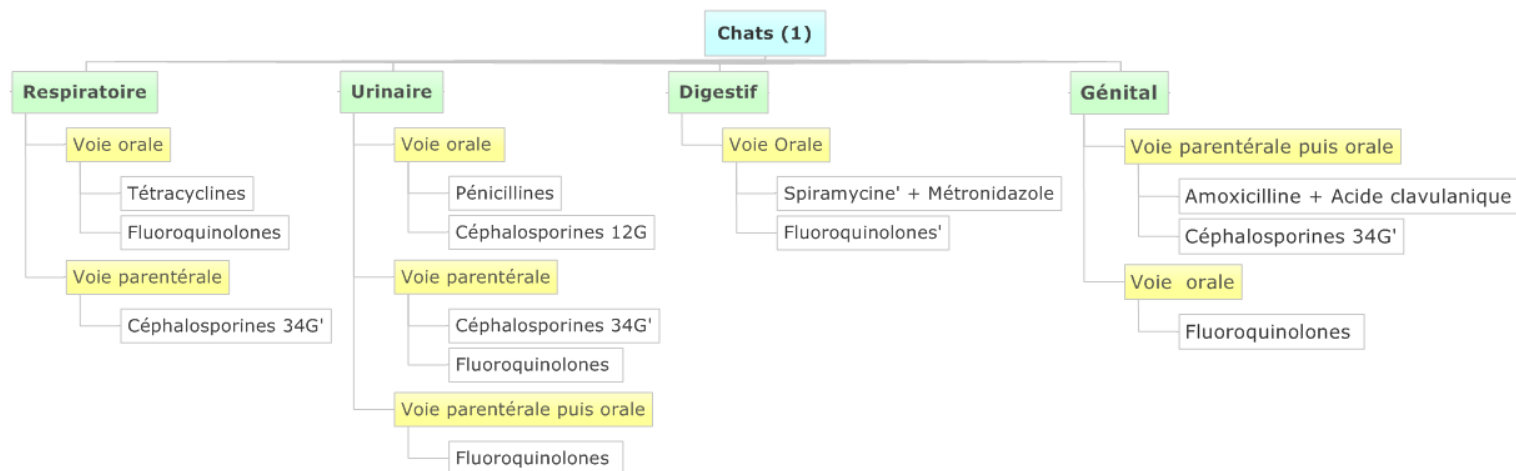 Chats (1)
Respiratoire
Voie orale
Tétracyclines
Fluoroquinolones
Voie parentérale
Céphalosporines 34G'
Urinaire
Voie orale
Pénicillines
Céphalosporines 12G
Voie parentérale
Céphalosporines 34G'
Fluoroquinolones
Voie parentérale puis orale
Fluoroquinolones
Digestif
Voie Orale
Spiramycine' + Métronidazole
Fluoroquinolones'
Génital
Voie parentérale puis orale
Amoxicilline + Acide clavulanique
Céphalosporines 34G'
Voie  orale
Fluoroquinolones